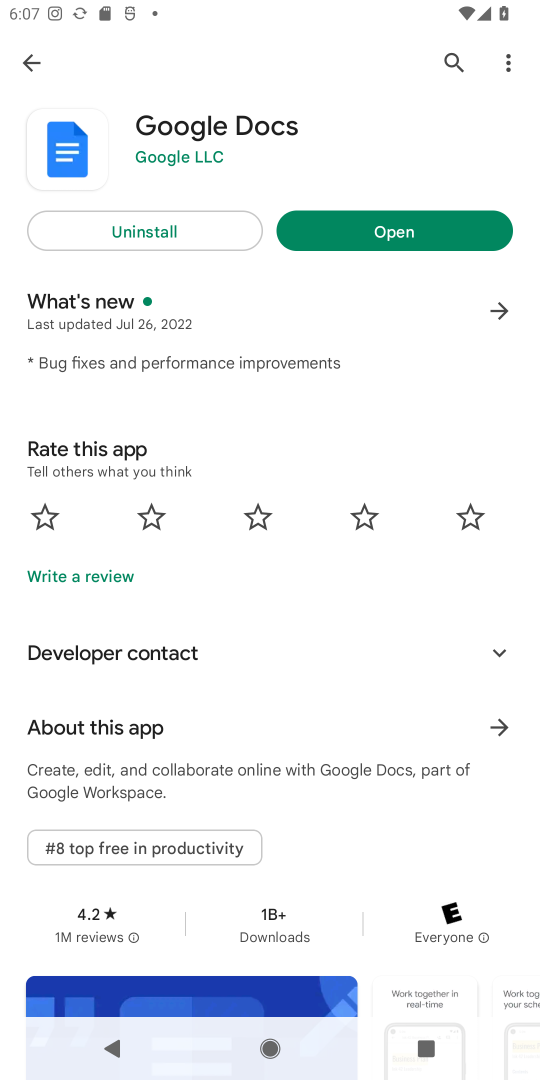 6:07
Google Docs
Google LLC
Uninstall
Open
What's new
Last updated Jul 26, 2022
* Bug fixes and performance improvements
Rate this app
Tell others what you think
Write a review
Developer contact
About this app
Create, edit, and collaborate online with Google Docs, part of
Google Workspace.
#8 top free in productivity
4.2★
1B+
E
1M reviews
Downloads
Everyone
Work together in
real-time
Work tog
your sche